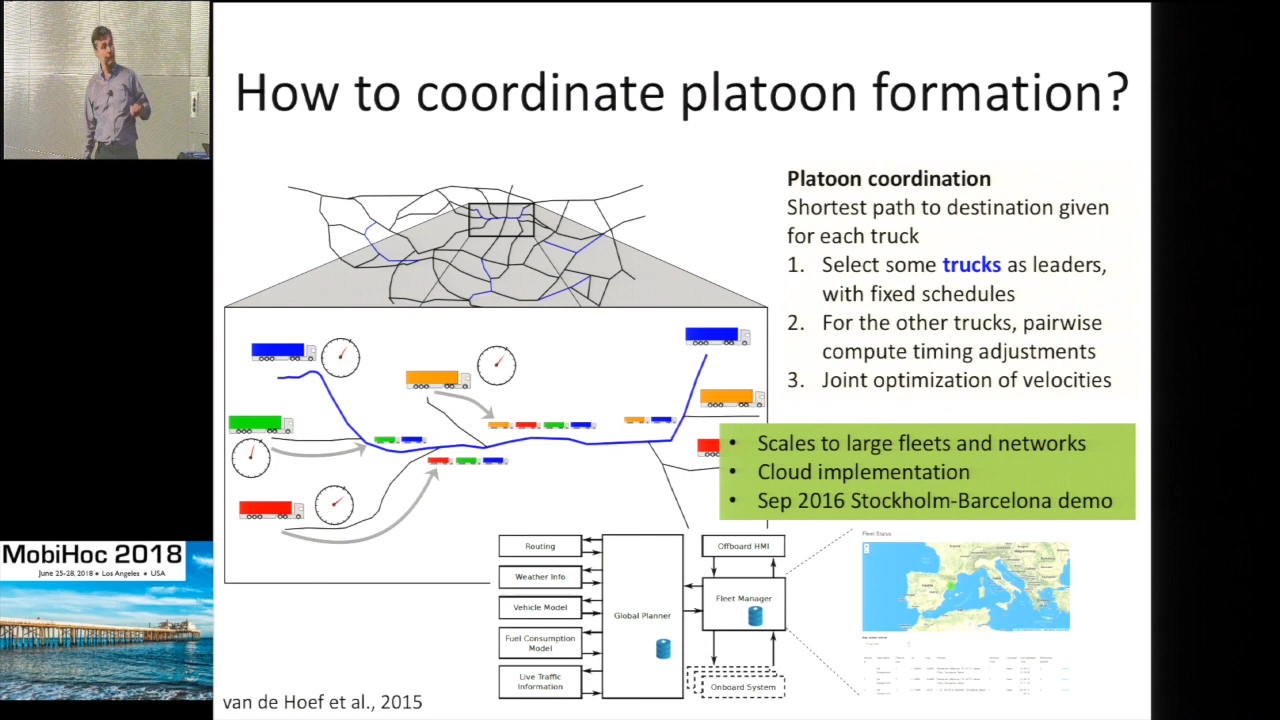 How to coordinate platoon formation?
Platoon coordination
Shortest path to destination given
for each truck
1. Select some trucks as leaders,
with fixed schedules
2. For the other trucks, pairwise
compute timing adjustments
3. Joint optimization of velocities
• Scales to large fleets and networks
• Cloud implementation
• Sep 2016 Stockholm-Barcelona demo
Routing
Weather Info
Vehicle Model
Fuel Consumption
Model
Live Traffic
Information
Global Planner
Offboard HMI
Fleet Manager
Onboard System
Fleet Status
MobiHoc 2018
June 25-28, 2018 • Los Angeles • USA
van de Hoef et al., 2015